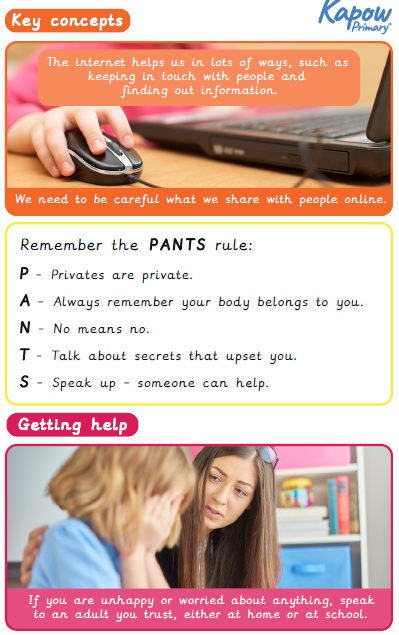 Kapow
Primary™
Key concepts
The internet helps us in lots of ways, such as
keeping in touch with people and
finding out information.
We need to be careful what we share with people online.
Remember the PANTS rule:
P - Privates are private.
A - Always remember your body belongs to you.
N - No means no.
T - Talk about secrets that upset you.
S - Speak up - someone can help.
Getting help
If you are unhappy or worried about anything, speak
to an adult you trust, either at home or at school.